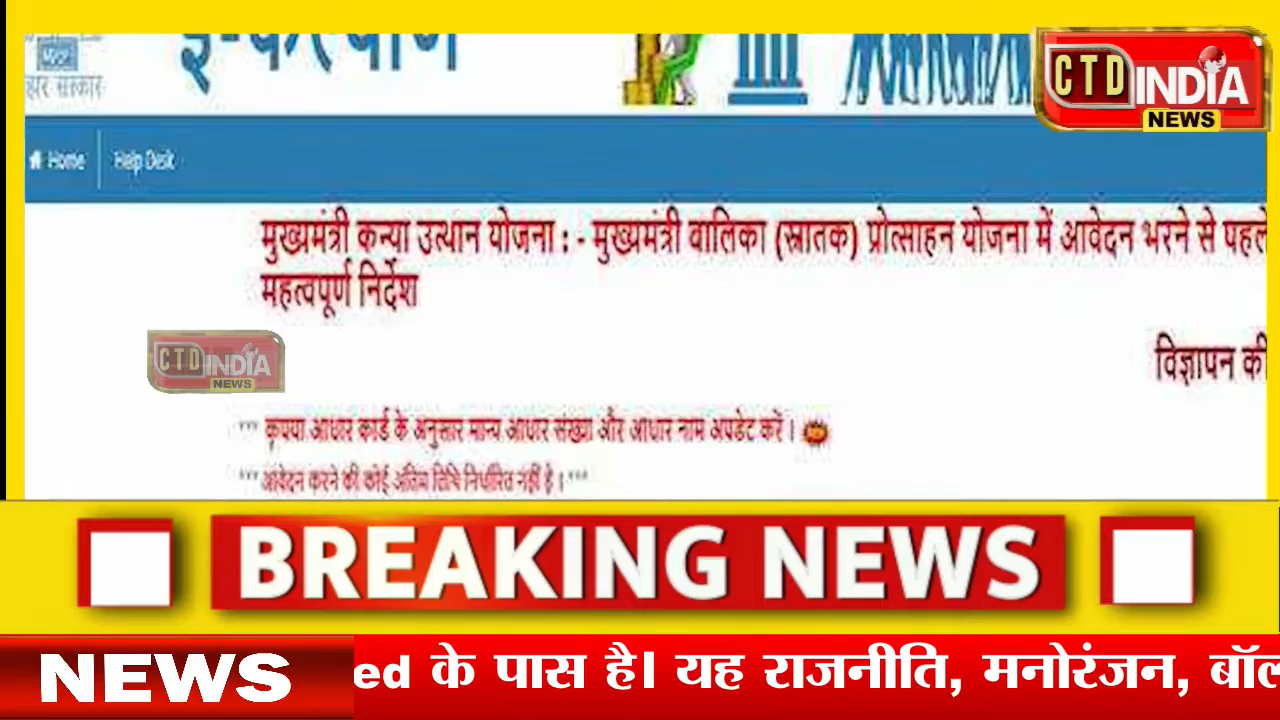 ई-कल्याण
CTD INDIA
NEWS
Home Help Desk
मुख्यमंत्री कन्या उत्थान योजना : - मुख्यमंत्री बालिका (स्नातक) प्रोत्साहन योजना में आवेदन भरने से पहले
महत्वपूर्ण निर्देश
CTD INDIA
NEWS
विज्ञापन की
*** कृपया आधार कार्ड के अनुसार मान्य आधार संख्या और आधार नाम अपडेट करें ।
*** आवेदन करने की कोई अंतिम तिथि निर्धारित नहीं है । ***
BREAKING NEWS
NEWS ed के पास है। यह राजनीति, मनोरंजन, बॉल